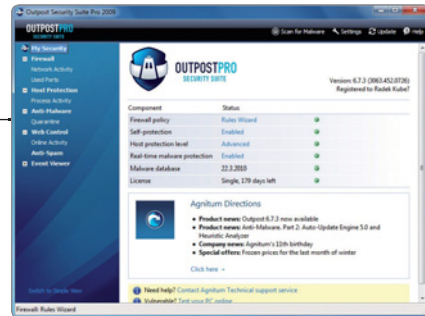 Outpost Security Suite Pro 2009
OUTPOSTPRO
SECURITY SUITE
Scan for Malware Settings Update Help
My Security
Firewall
Network Activity
Used Ports
Host Protection
Process Activity
Anti-Malware
Quarantine
Web Control
Online Activity
Anti-Spam
Event Viewer
Switch to Simple View
OUTPOSTPRO
SECURITY SUITE
Version: 6.7.3 (3063.452.0726)
Registered to Radek Kube?
Component Status
Firewall policy Rules Wizard
Self-protection Enabled
Host protection level Advanced
Real-time malware protection Enabled
Malware database 22.3.2010
License Single, 179 days left
Agnitum Directions
• Product news: Outpost 6.7.3 now available
• Product news: Anti-Malware, Part 2: Auto-Update Engine 5.0 and
Heuristic Analyzer
• Company news: Agnitum's 11th birthday
• Special offers: Frozen prices for the last month
of winter
Click here
Need help? Contact Agnitum Technical support service
Vulnerable? Test your PC online
Firewall: Rules Wizard